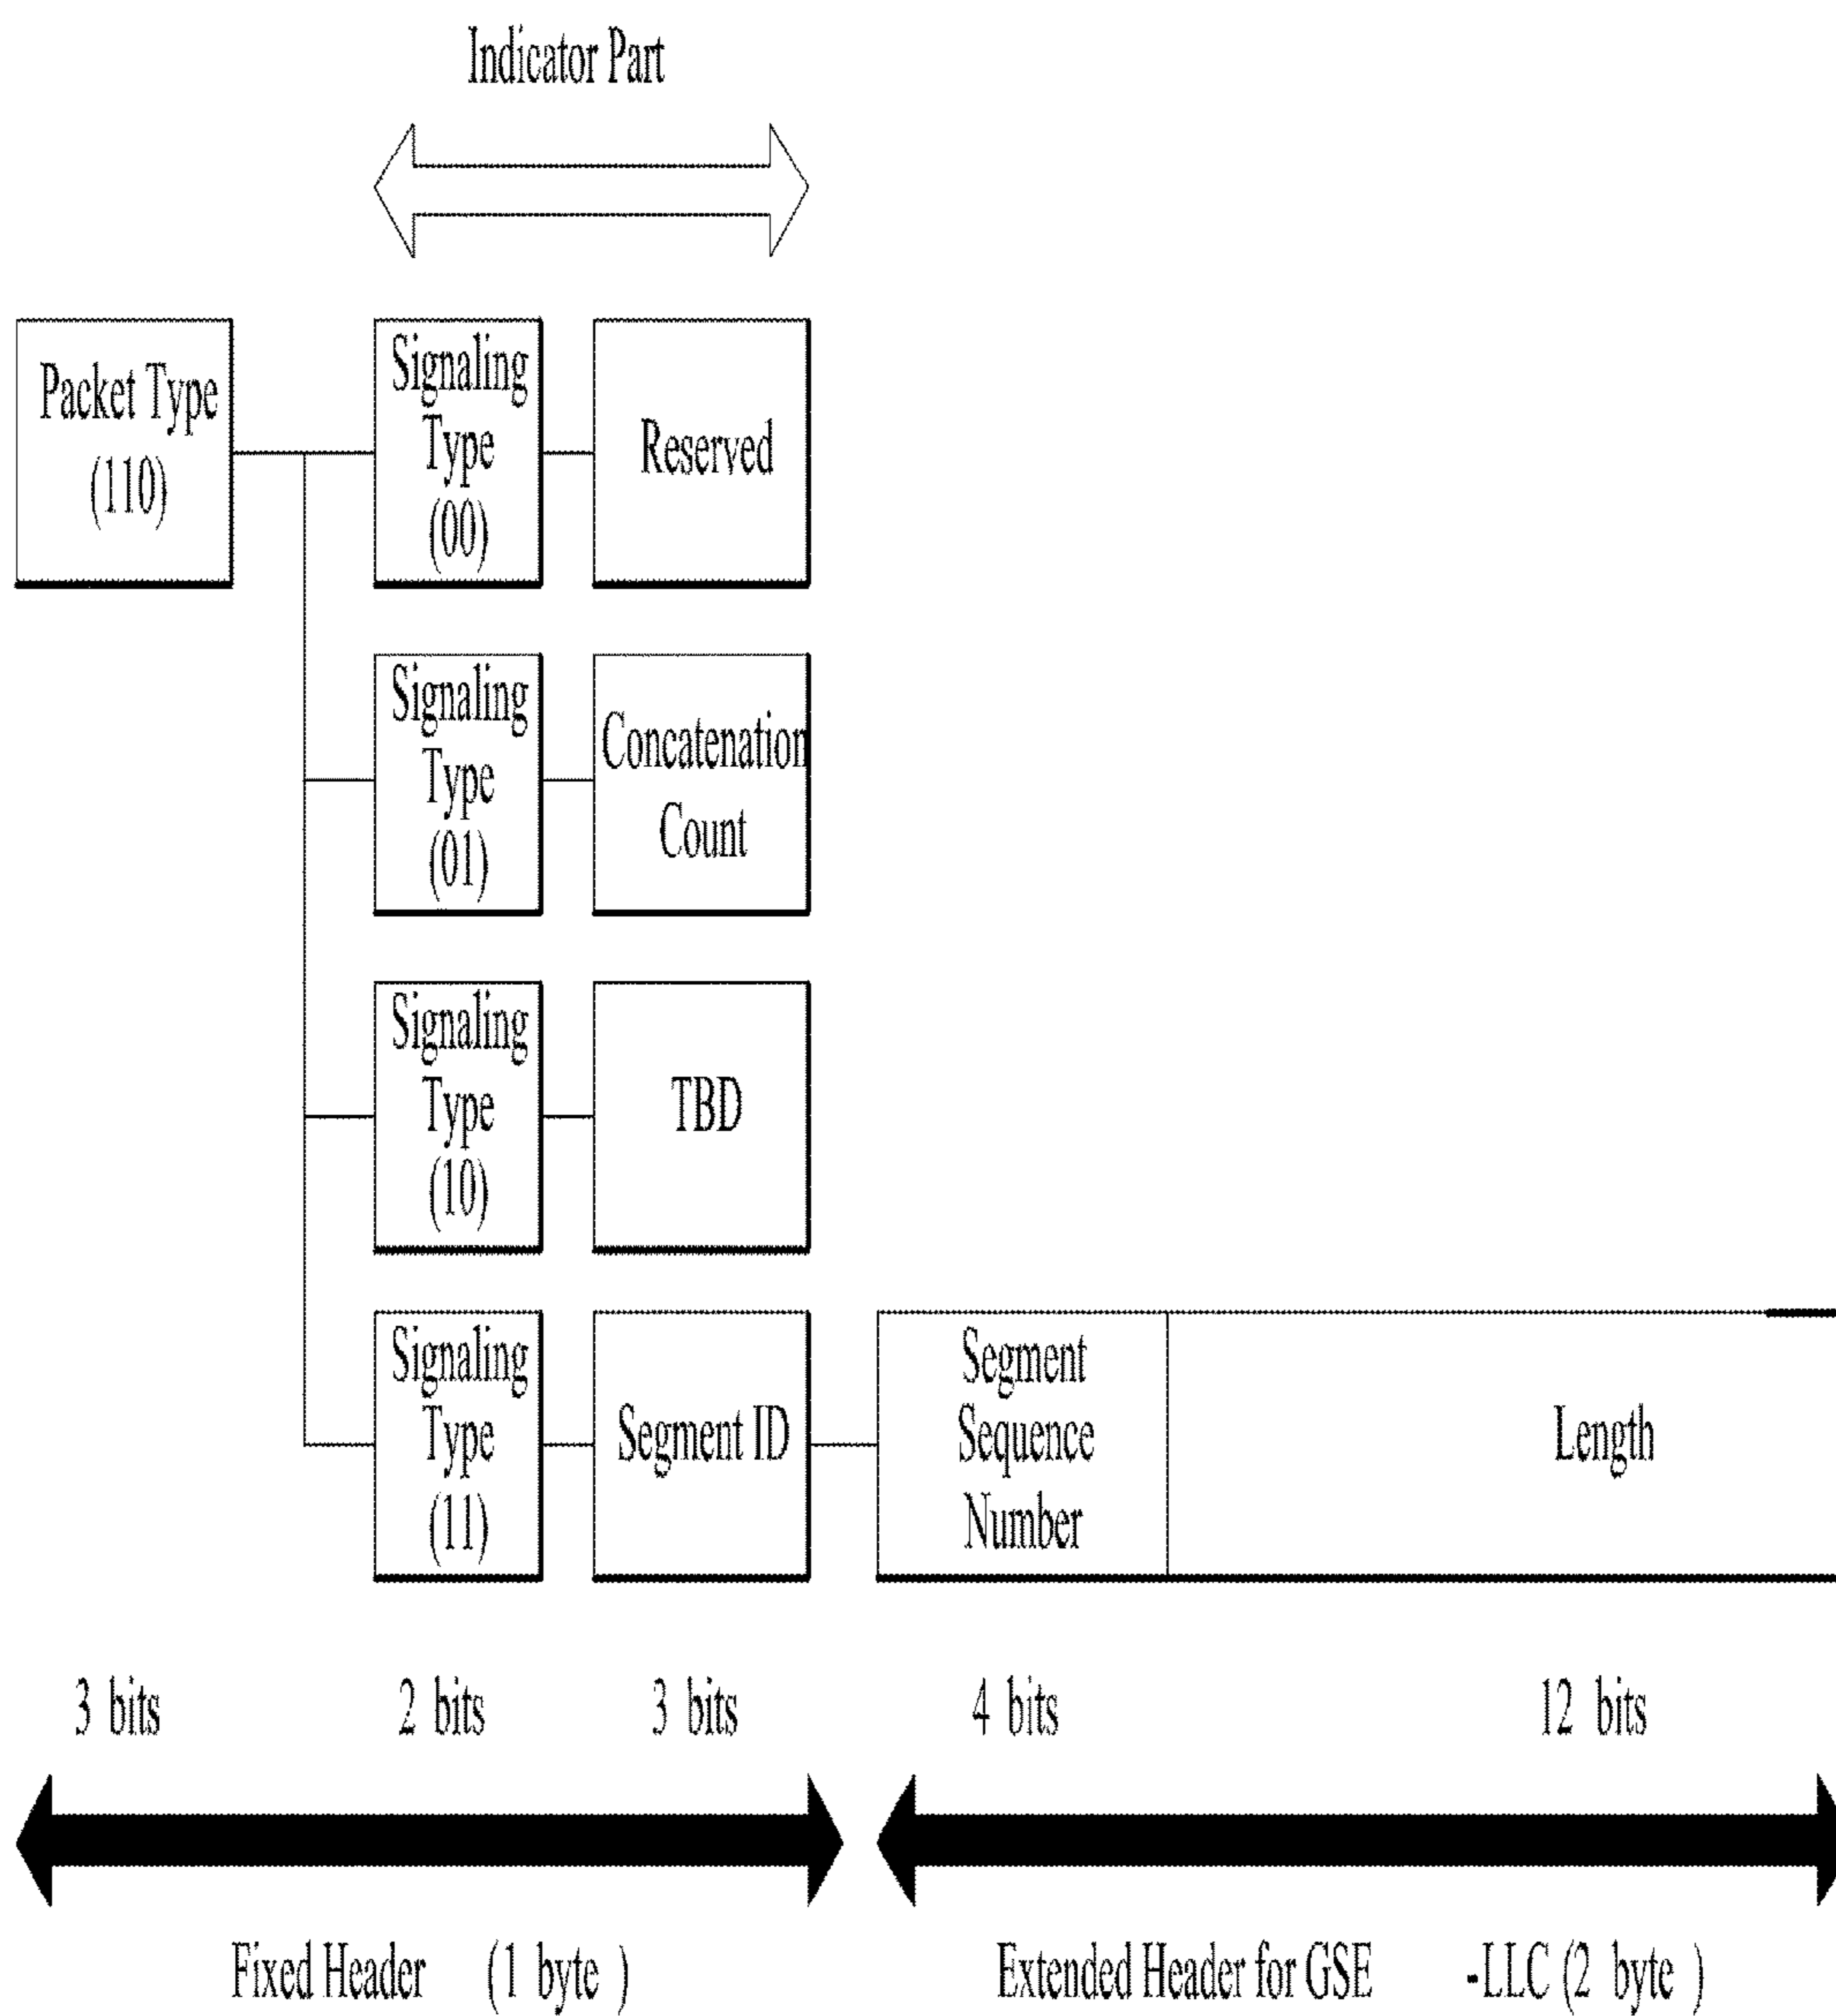 Indicator Part
Packet Type
(110)
Signaling
Type
(00)
Reserved
Signaling
Type
(01)
Concatenation
Count
Signaling
Type
(10)
TBD
Signaling
Type
(11)
Segment ID
Segment
Sequence
Number
Length
3 bits
2 bits
3 bits
4 bits
12 bits
Fixed Header (1 byte )
Extended Header for GSE -LLC (2 byte )